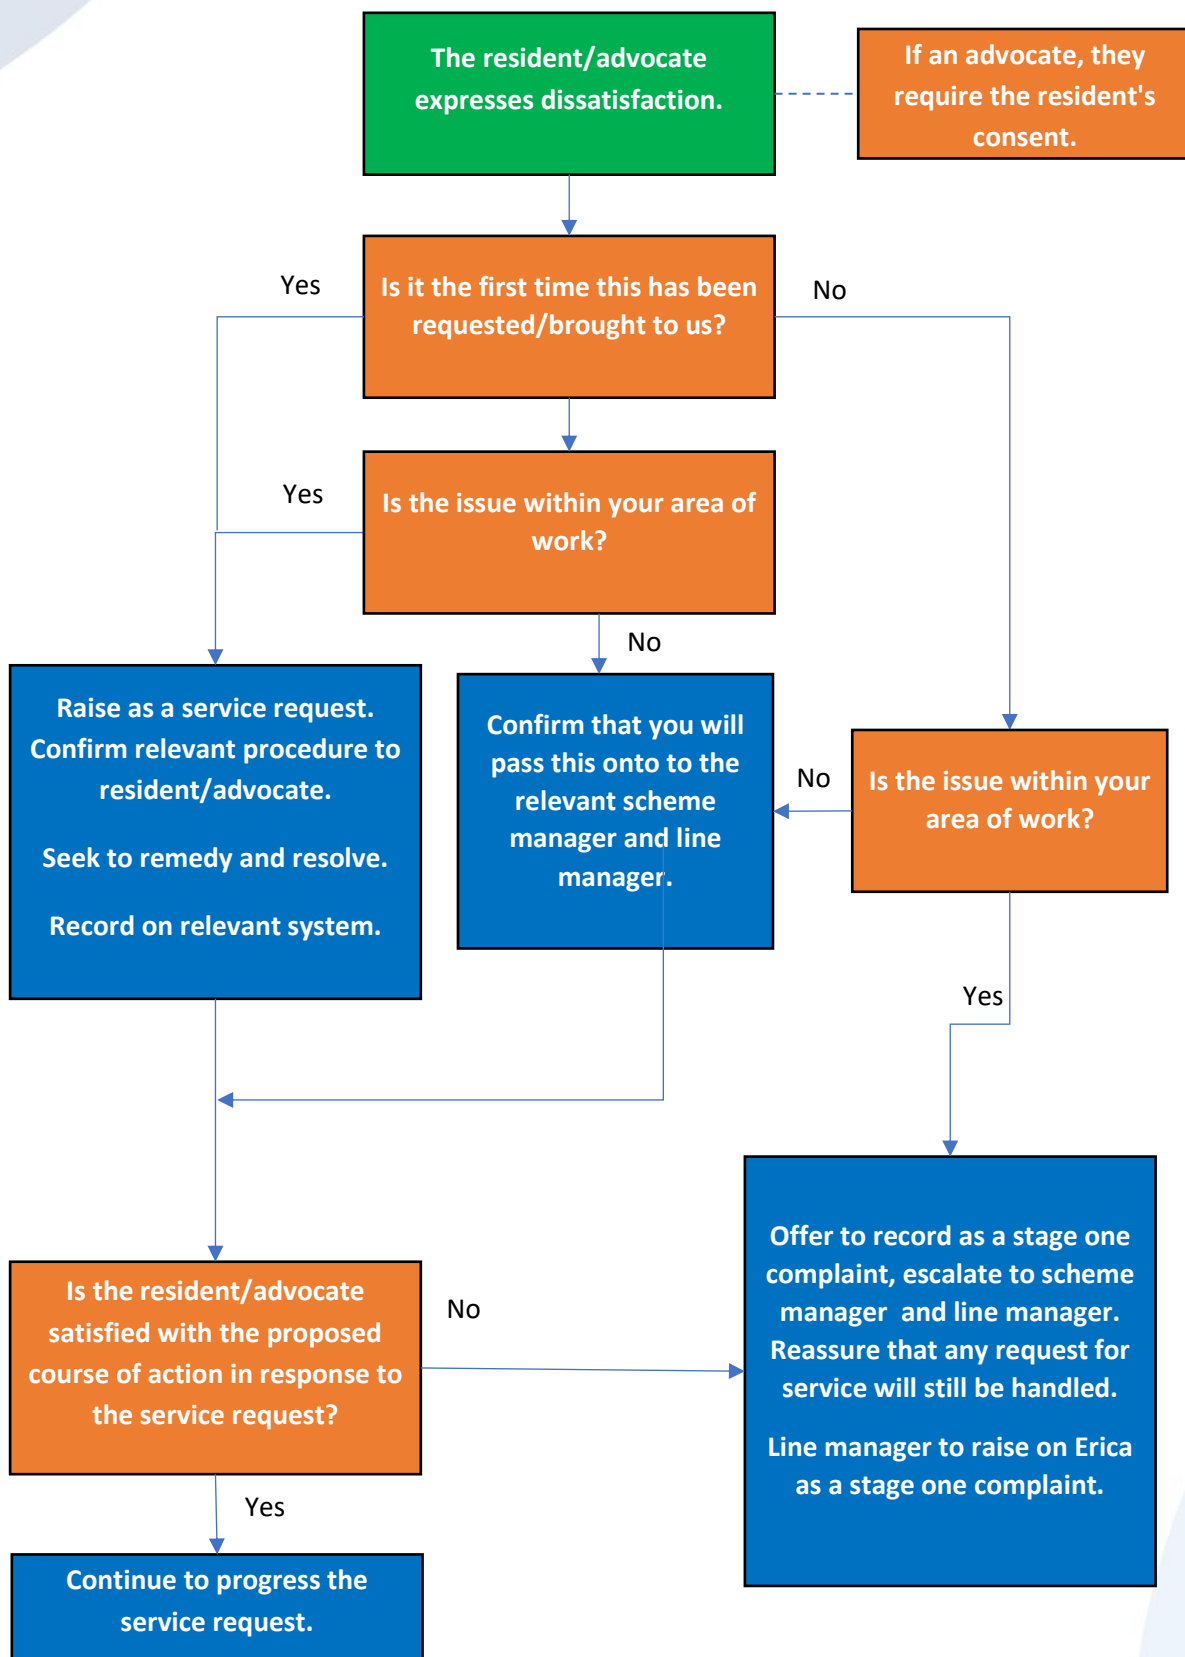 The resident/advocate
expresses dissatisfaction.
If an advocate, they
require the resident's
consent.
Yes
Is it the first time this has been
requested/brought to us?
No
Yes
Is the issue within your area of
work?
No
Raise as a service request.
Confirm relevant procedure to
resident/advocate.
Seek to remedy and resolve.
Record on relevant system.
Confirm that you will
pass this onto to the
relevant scheme
manager and line
manager.
No
Is the issue within your
area of work?
Yes
Is the resident/advocate
satisfied with the proposed
course of action in response to
the service request?
No
Offer to record as a stage one
complaint, escalate to scheme
manager  and line manager.
Reassure that any request for
service will still be handled.
Line manager to raise on Erica
as a stage one complaint.
Yes
Continue to progress the
service request.